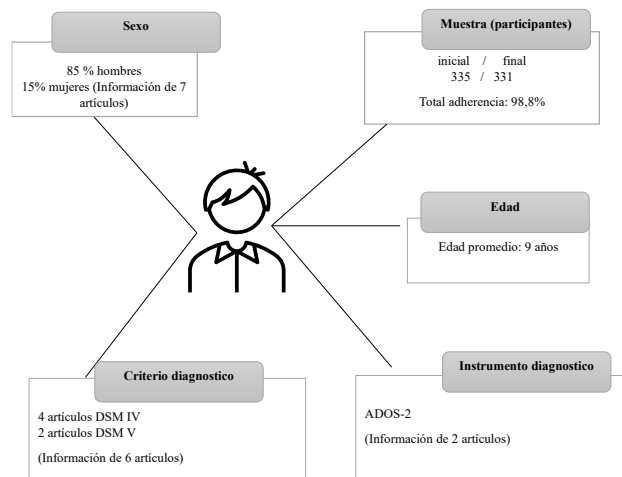 Sexo
85 % hombres
15% mujeres (Información de 7
artículos)
Muestra (participantes)
inicial / final
335 / 331
Total adherencia: 98,8%
Edad
Edad promedio: 9 años
Criterio diagnostico
4 artículos DSM IV
2 artículos DSM V
(Información de 6 artículos)
Instrumento diagnostico
ADOS-2
(Información de 2 artículos)